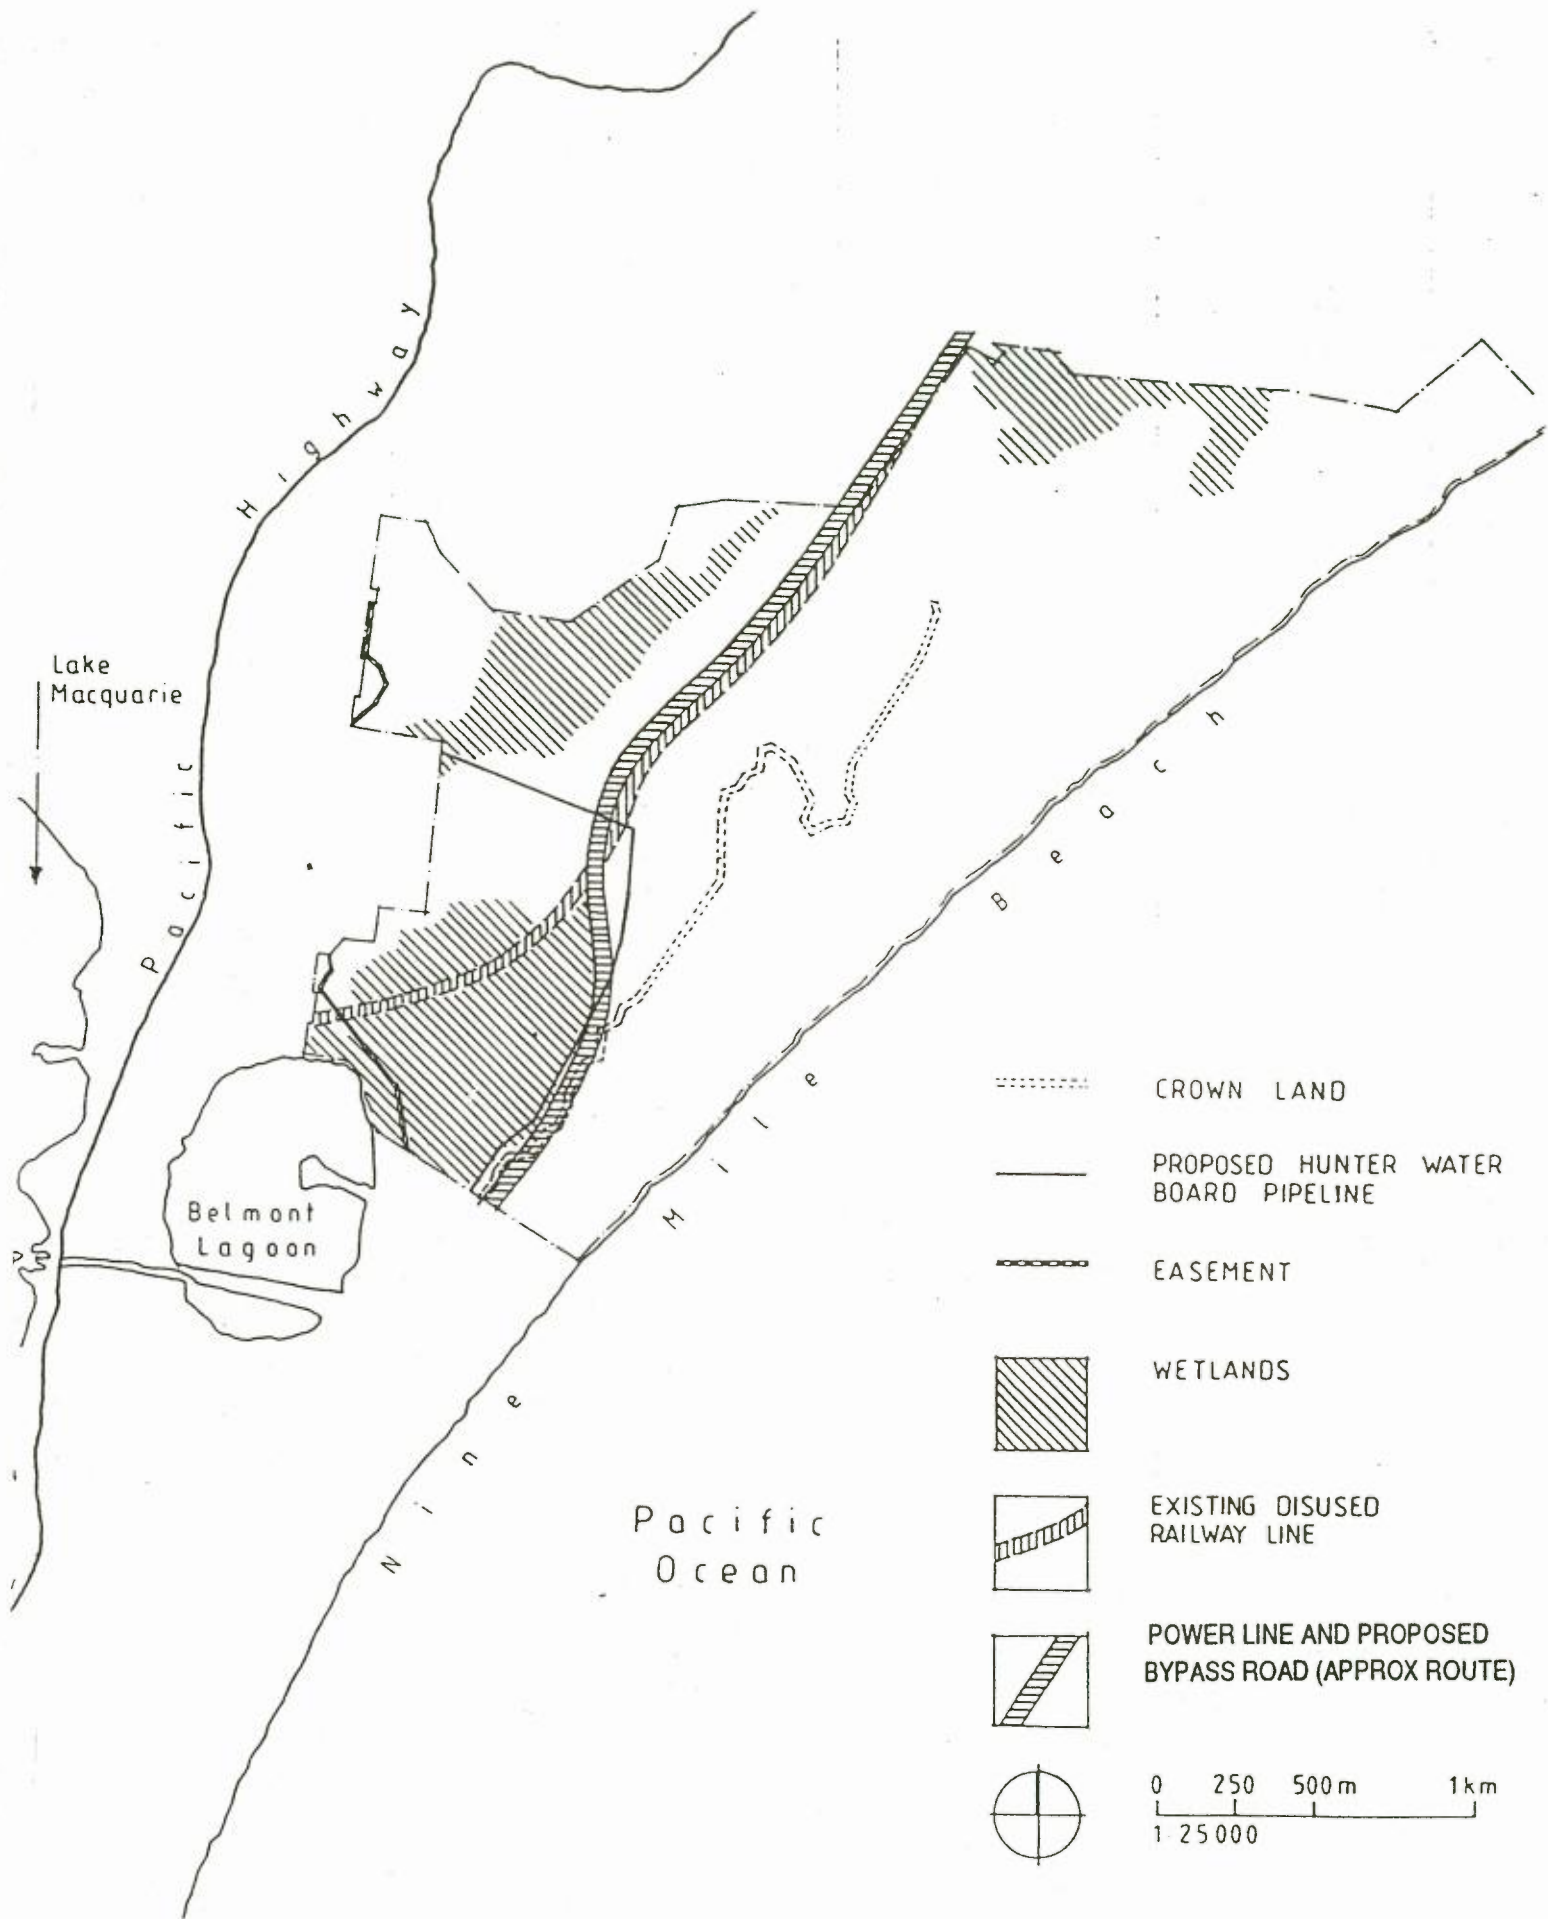 Pacific Highway
Lake
Macquarie
Belmont
Lagoon
Nine Mile Beach
Pacific
Ocean
CROWN LAND
PROPOSED HUNTER WATER
BOARD PIPELINE
EASEMENT
WETLANDS
EXISTING DISUSED
RAILWAY LINE
POWER LINE AND PROPOSED
BYPASS ROAD (APPROX ROUTE)
0 250 500m 1km
1 25000